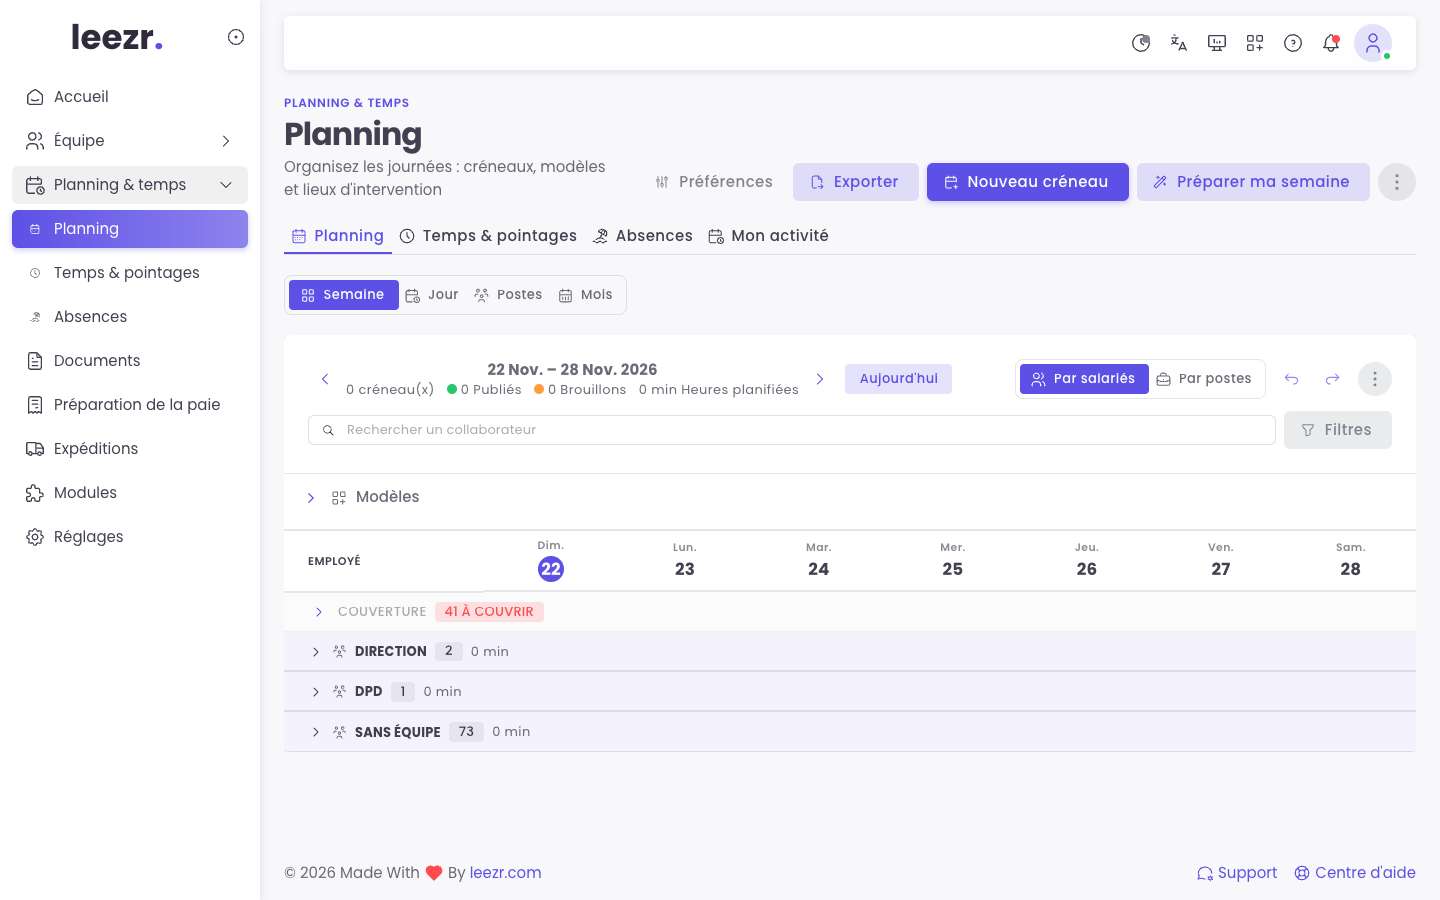 leezr.
Accueil
Équipe
Planning & temps
Planning
Temps & pointages
Absences
Documents
Préparation de la paie
Expéditions
Modules
Réglages
PLANNING & TEMPS
Planning
Organisez les journées : créneaux, modèles
et lieux d'intervention
Préférences
Exporter
Nouveau créneau
Préparer ma semaine
Planning
Temps & pointages
Absences
Mon activité
Semaine
Jour
Postes
Mois
22 Nov. – 28 Nov. 2026
0 créneau(x) 0 Publiés 0 Brouillons 0 min Heures planifiées
Aujourd'hui
Par salariés
Par postes
Rechercher un collaborateur
Filtres
Modèles
EMPLOYÉ
Dim.
22
Lun.
23
Mar.
24
Mer.
25
Jeu.
26
Ven.
27
Sam.
28
COUVERTURE 41 À COUVRIR
DIRECTION 2 0 min
DPD 1 0 min
SANS ÉQUIPE 73 0 min
© 2026 Made With By leezr.com
Support
Centre d'aide